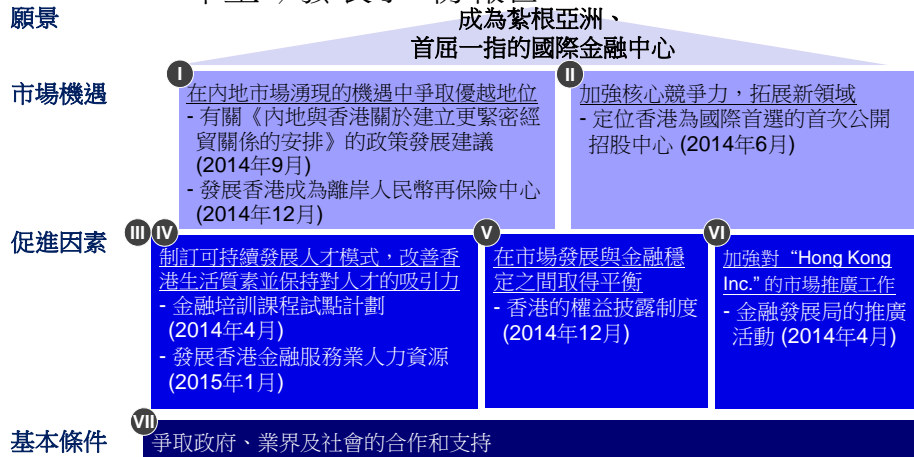 願景
成為紮根亞洲、
首屈一指的國際金融中心
市場機遇
I
在內地市場湧現的機遇中爭取優越地位
- 有關《內地與香港關於建立更緊密經
貿關係的安排》的政策發展建議
(2014年9月)
- 發展香港成為離岸人民幣再保險中心
(2014年12月)
II
加強核心競爭力，拓展新領域
- 定位香港為國際首選的首次公開
招股中心 (2014年6月)
促進因素
III IV
制訂可持續發展人才模式，改善香
港生活質素並保持對人才的吸引力
- 金融培訓課程試點計劃
(2014年4月)
- 發展香港金融服務業人力資源
(2015年1月)
V
在市場發展與金融穩
定之間取得平衡
- 香港的權益披露制度
(2014年12月)
VI
加強對“Hong Kong
Inc.”的市場推廣工作
- 金融發展局的推廣
活動 (2014年4月)
VII
基本條件
爭取政府、業界及社會的合作和支持